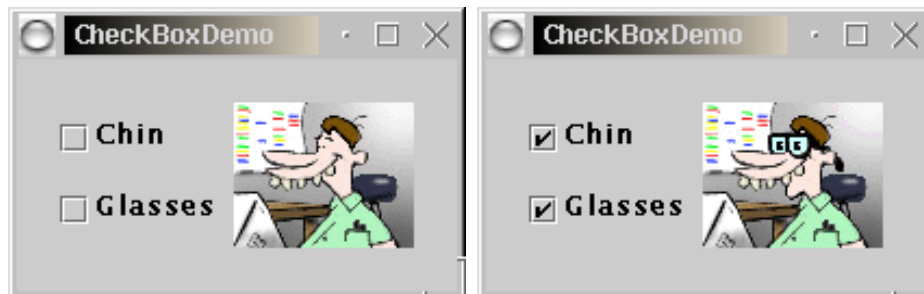 CheckBoxDemo
Chin
Glasses
CheckBoxDemo
Chin
Glasses